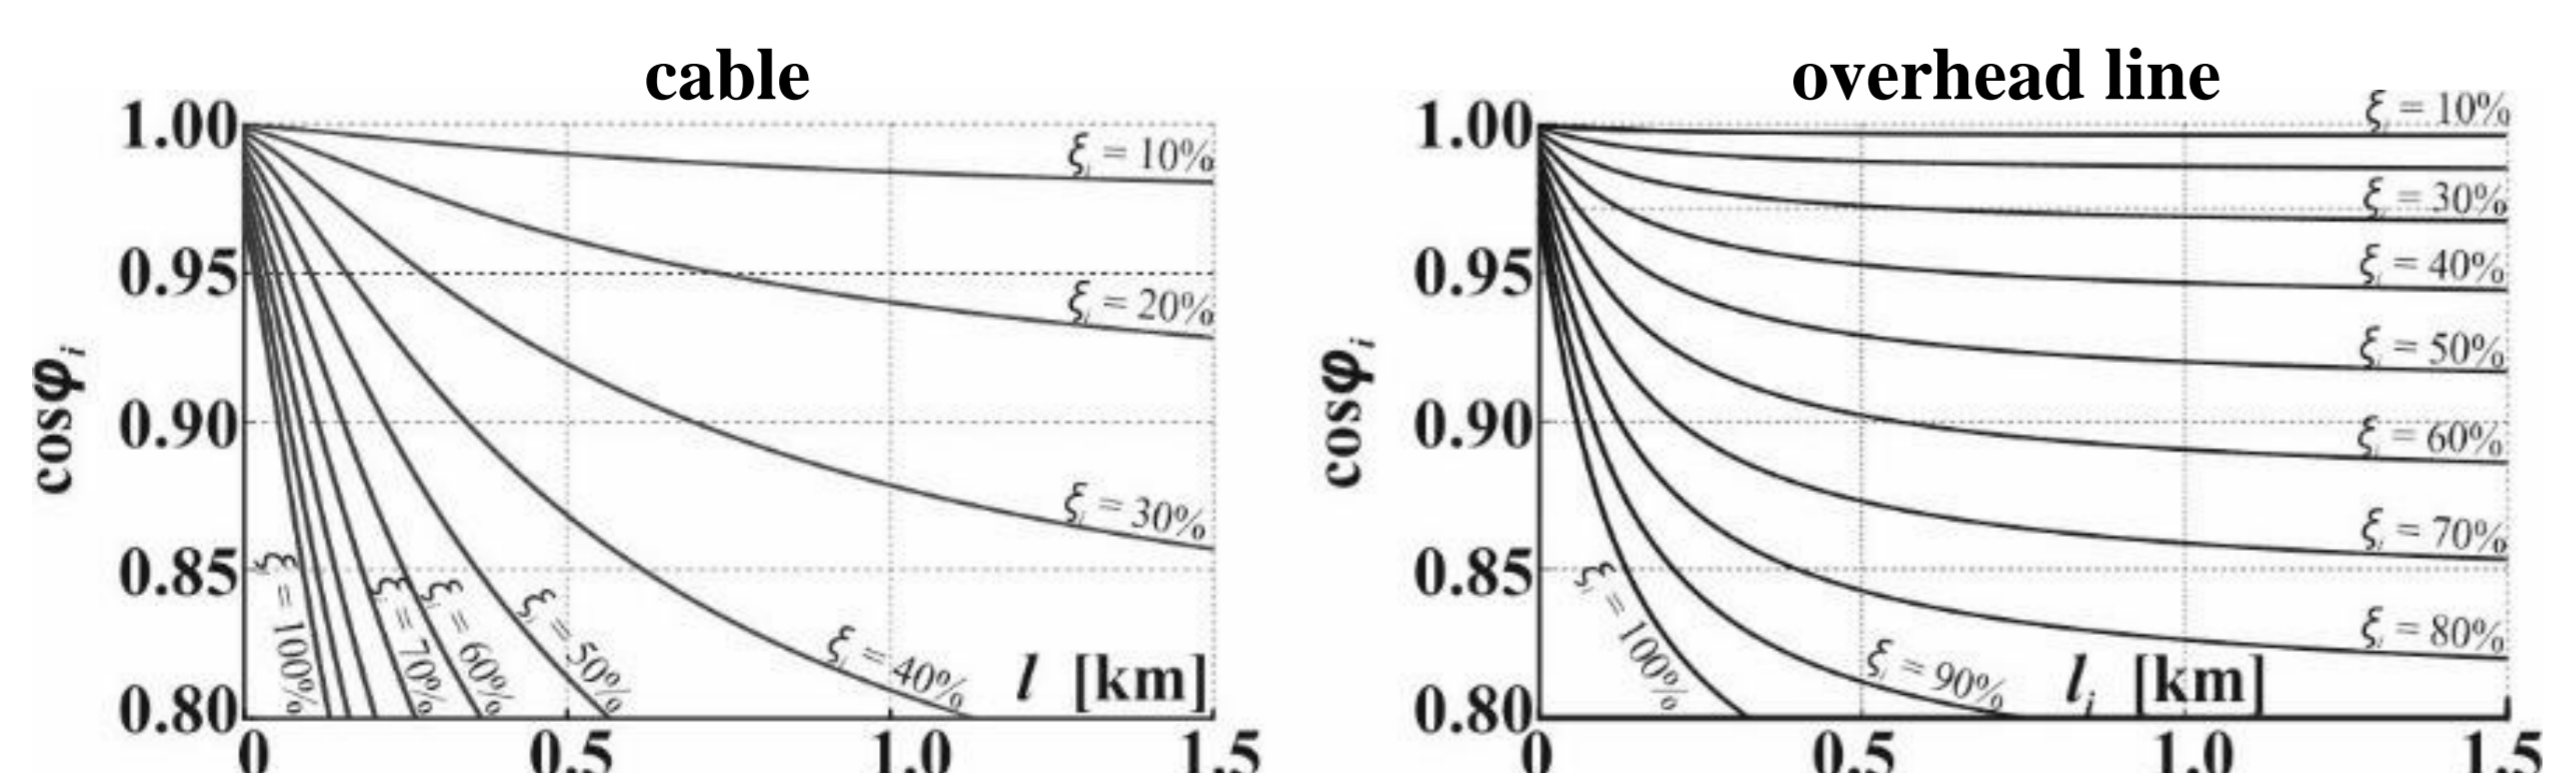 cable
1.00
0.95
0.90
0.85
0.80
cosφi
ξi = 10%
ξi = 20%
ξi = 30%
ξi = 40%
ξi = 50%
ξi = 60%
ξi = 70%
ξi = 100%
l [km]
0 0.5 1.0 1.5
overhead line
1.00
0.95
0.90
0.85
0.80
cosφi
ξi = 10%
ξi = 30%
ξi = 40%
ξi = 50%
ξi = 60%
ξi = 70%
ξi = 80%
ξi = 90%
ξi = 100%
li [km]
0 0.5 1.0 1.5